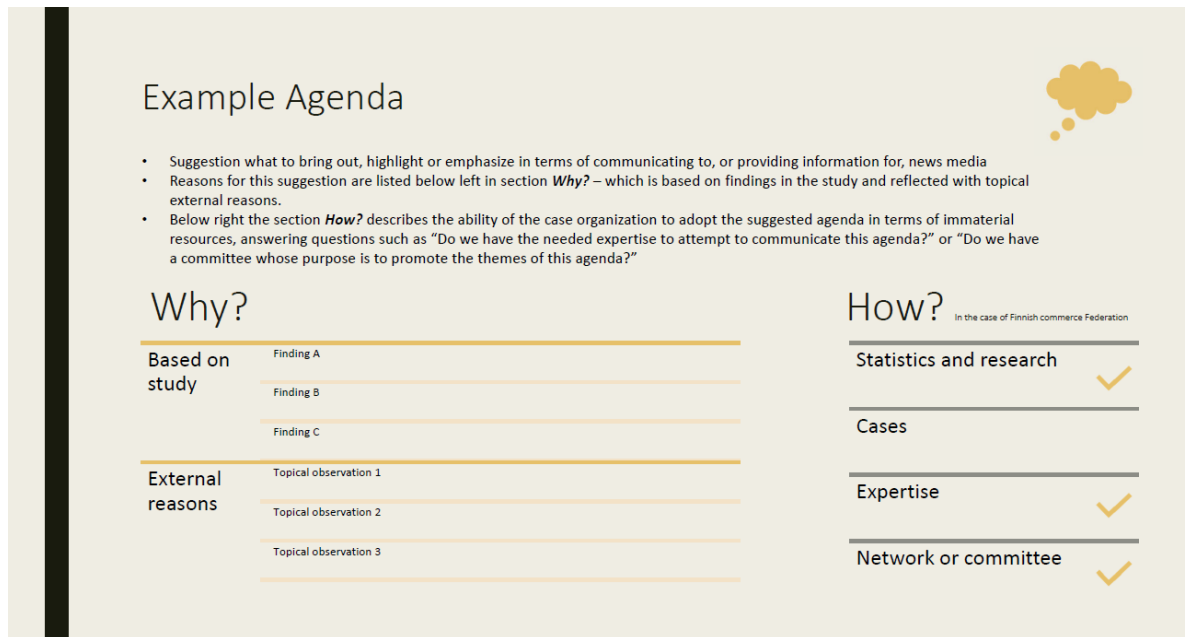 Example Agenda
• Suggestion what to bring out, highlight or emphasize in terms of communicating to, or providing information for, news media
• Reasons for this suggestion are listed below left in section Why? – which is based on findings in the study and reflected with topical
external reasons.
• Below right the section How? describes the ability of the case organization to adopt the suggested agenda in terms of immaterial
resources, answering questions such as “Do we have the needed expertise to attempt to communicate this agenda?” or “Do we have
a committee whose purpose is to promote the themes of this agenda?”
Why?
Based on
study
Finding A
Finding B
Finding C
External
reasons
Topical observation 1
Topical observation 2
Topical observation 3
How? In the case of Finnish commerce Federation
Statistics and research
Cases
Expertise
Network or committee